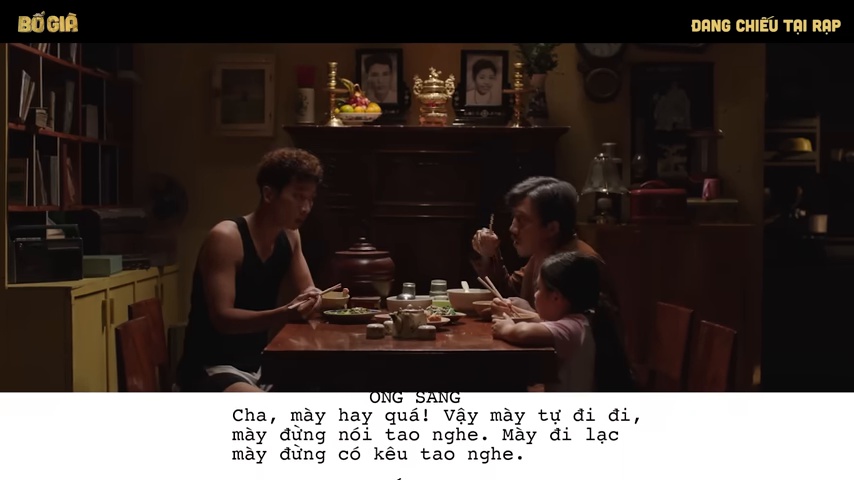 BỐ GIÀ
ĐANG CHIẾU TẠI RẠP
ÔNG SANG
Cha, mày hay quá! Vậy mày tự đi đi,
mày đừng nói tao nghe. Mày đi lạc
mày đừng có kêu tao nghe.